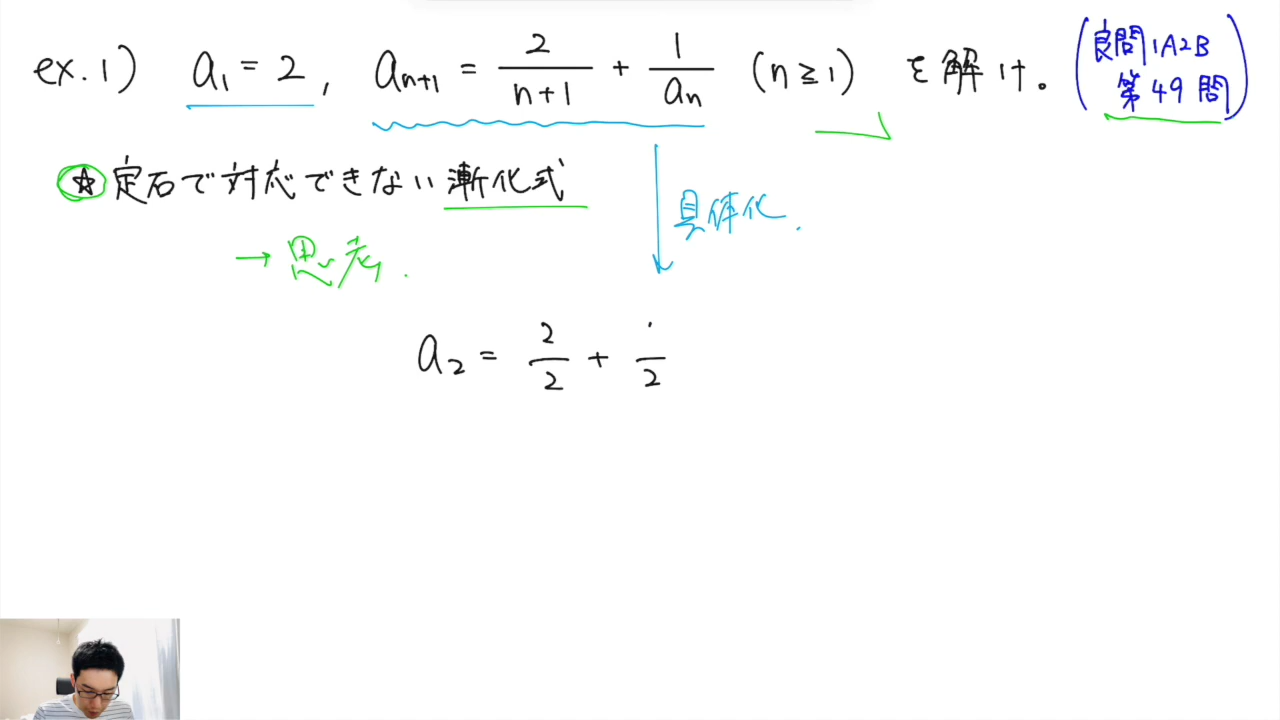 ex.1) a₁ = 2, aₙ₊₁ = 2/(n+1) + 1/aₙ (n ≧ 1) を解け。 (良問1A2B 第49問)
☆ 定石で対応できない漸化式
具体化.
→ 思考.
a₂ = 2/2 + ‧/2